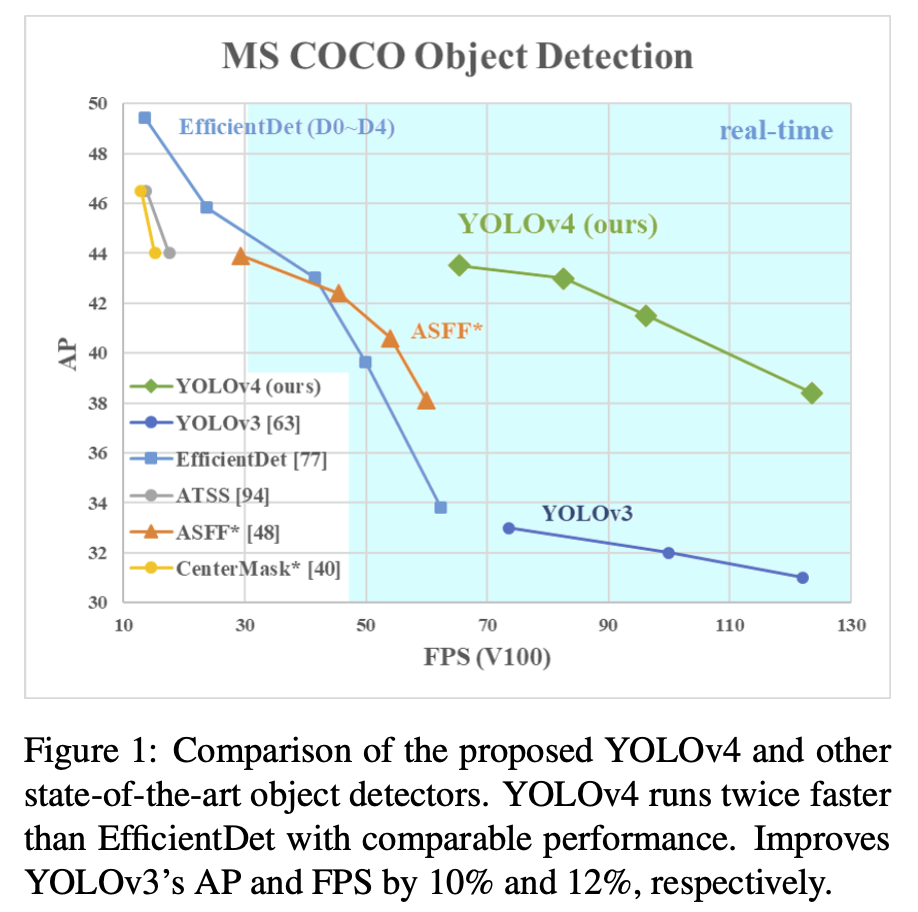 MS COCO Object Detection
50
EfficientDet (D0~D4)
real-time
48
46
YOLOv4 (ours)
44
42
ASFF*
AP
40
YOLOv4 (ours)
38
YOLOv3 [63]
36
EfficientDet [77]
34
ATSS [94]
YOLOv3
ASFF* [48]
32
CenterMask* [40]
30
10 30 50 70 90 110 130
FPS (V100)
Figure 1: Comparison of the proposed YOLOv4 and other
state-of-the-art object detectors. YOLOv4 runs twice faster
than EfficientDet with comparable performance. Improves
YOLOv3’s AP and FPS by 10% and 12%, respectively.